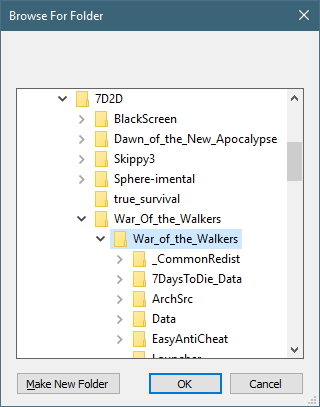 Browse For Folder
7D2D
BlackScreen
Dawn_of_the_New_Apocalypse
Skippy3
Sphere-imental
true_survival
War_Of_the_Walkers
War_of_the_Walkers
_CommonRedist
7DaysToDie_Data
ArchSrc
Data
EasyAntiCheat
Make New Folder
OK
Cancel